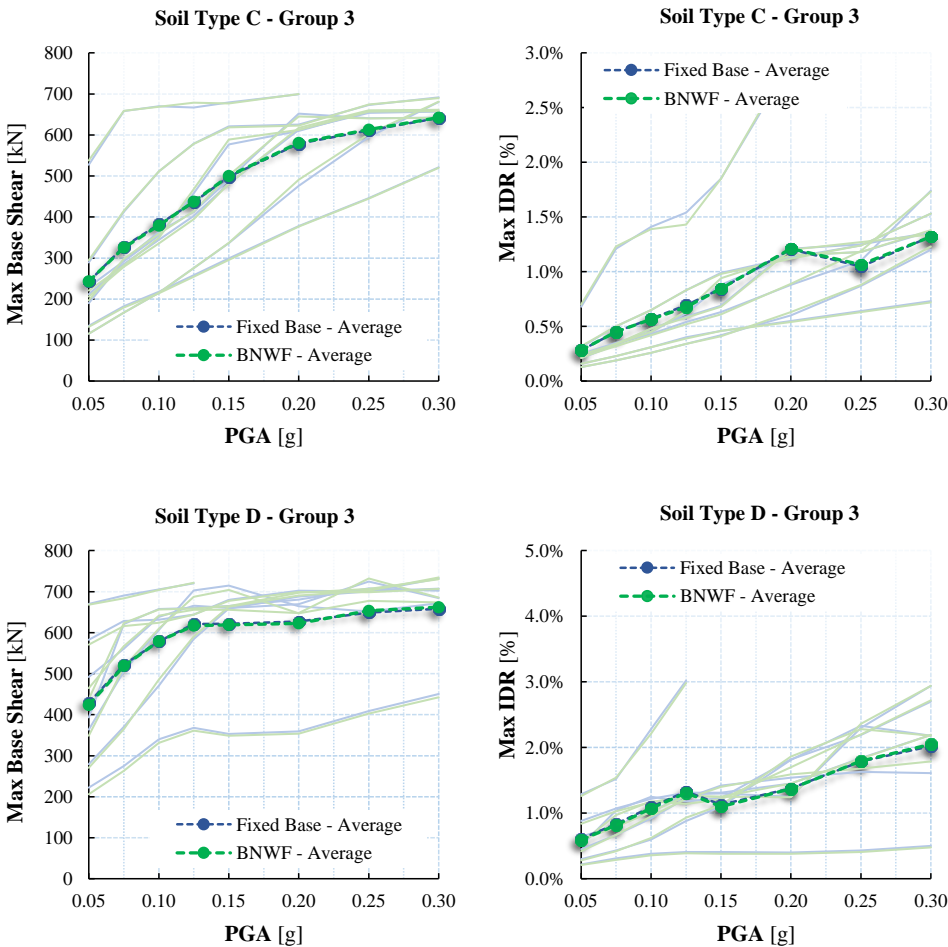 Soil Type C - Group 3
Max Base Shear [kN]
800
700
600
500
400
300
200
100
0
Fixed Base - Average
BNWF - Average
0.05 0.10 0.15 0.20 0.25 0.30
PGA [g]
Soil Type C - Group 3
Max IDR [%]
3.0%
2.5%
2.0%
1.5%
1.0%
0.5%
0.0%
Fixed Base - Average
BNWF - Average
0.05 0.10 0.15 0.20 0.25 0.30
PGA [g]
Soil Type D - Group 3
Max Base Shear [kN]
800
700
600
500
400
300
200
100
0
Fixed Base - Average
BNWF - Average
0.05 0.10 0.15 0.20 0.25 0.30
PGA [g]
Soil Type D - Group 3
Max IDR [%]
5.0%
4.0%
3.0%
2.0%
1.0%
0.0%
Fixed Base - Average
BNWF - Average
0.05 0.10 0.15 0.20 0.25 0.30
PGA [g]